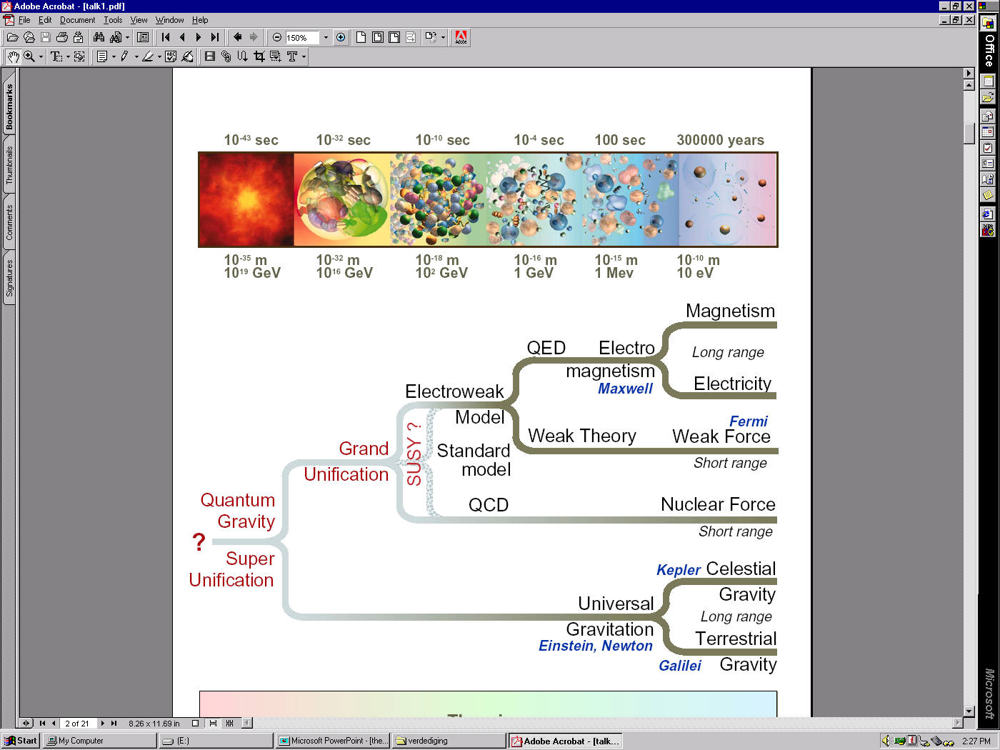 Adobe Acrobat - [talk1.pdf]
File Edit Document Tools View Window Help
150%
Adobe
Office
Bookmarks
Thumbnails
Comments
Signatures
10⁻⁴³ sec 10⁻³² sec 10⁻¹⁰ sec 10⁻⁴ sec 100 sec 300000 years
10⁻³⁵ m 10⁻³² m 10⁻¹⁸ m 10⁻¹⁶ m 10⁻¹⁵ m 10⁻¹⁰ m
10¹⁹ GeV 10¹⁶ GeV 10² GeV 1 GeV 1 Mev 10 eV
Magnetism
QED Electro
Long range
magnetism
Maxwell
Electricity
Electroweak
Model
Fermi
Weak Theory Weak Force
Short range
SUSY ?
Grand
Unification
Standard
model
Quantum
Gravity
QCD Nuclear Force
Short range
?
Super
Unification
Kepler Celestial
Gravity
Universal
Long range
Gravitation
Einstein, Newton
Terrestrial
Galilei Gravity
Microsoft
2 of 21 8.26 x 11.69 in
Start My Computer (E:) Microsoft PowerPoint - [the... verdediging Adobe Acrobat - [talk... 2:27 PM